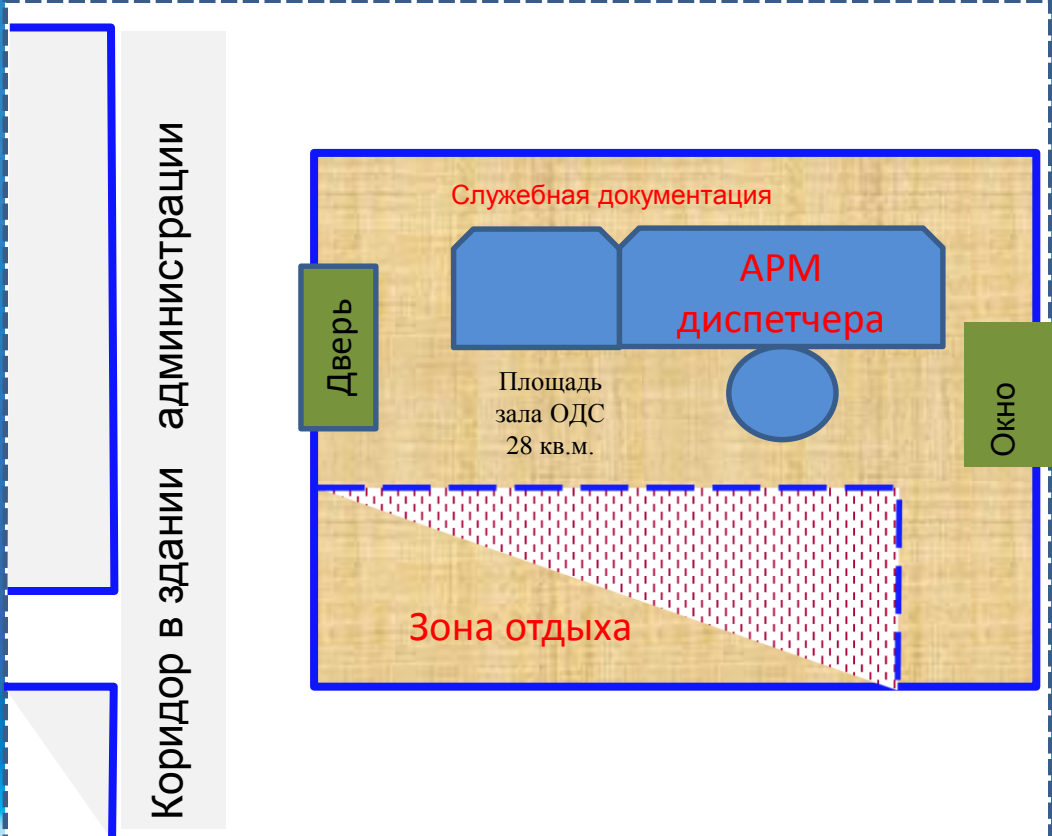 Коридор в здании администрации
Служебная документация
АРМ
диспетчера
Дверь
Площадь
зала ОДС
28 кв.м.
Окно
Зона отдыха